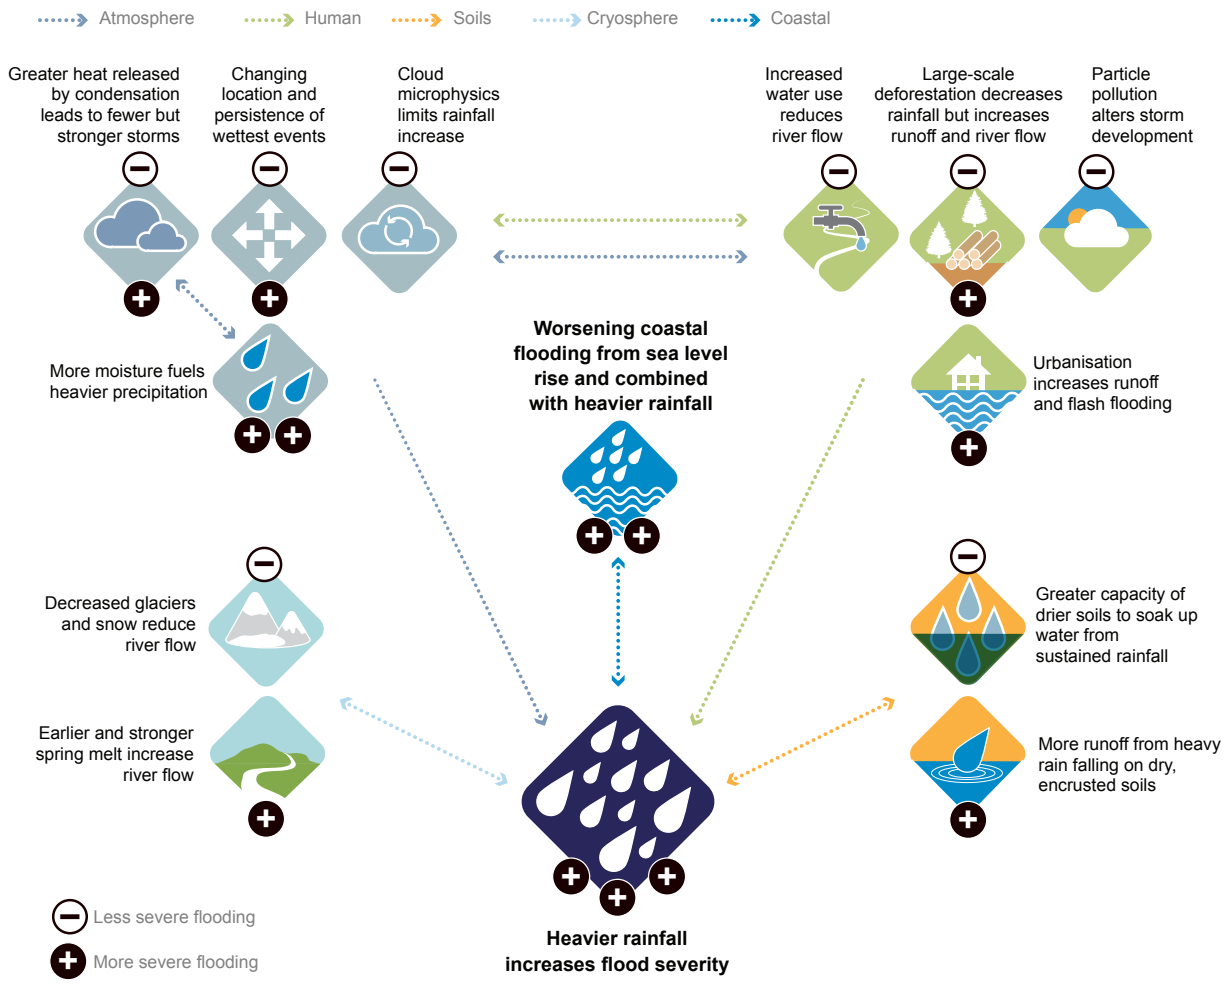 Atmosphere
Human
Soils
Cryosphere
Coastal
Greater heat released
by condensation
leads to fewer but
stronger storms
Changing
location and
persistence of
wettest events
Cloud
microphysics
limits rainfall
increase
Increased
water use
reduces
river flow
Large-scale
deforestation decreases
rainfall but increases
runoff and river flow
Particle
pollution
alters storm
development
More moisture fuels
heavier precipitation
Worsening coastal
flooding from sea level
rise and combined
with heavier rainfall
Urbanisation
increases runoff
and flash flooding
Decreased glaciers
and snow reduce
river flow
Greater capacity of
drier soils to soak up
water from
sustained rainfall
Earlier and stronger
spring melt increase
river flow
More runoff from heavy
rain falling on dry,
encrusted soils
Less severe flooding
More severe flooding
Heavier rainfall
increases flood severity